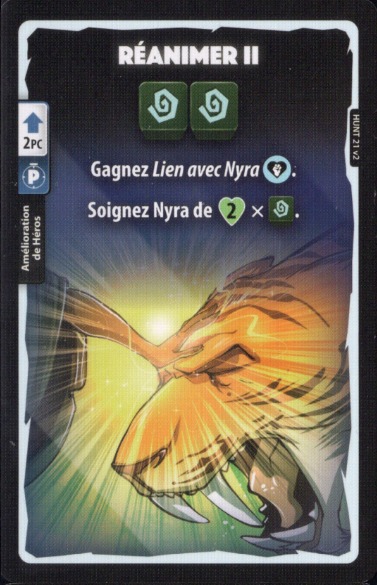 RÉANIMER II
2PC
P
HUNT 21 v2
Amélioration
de Héros
Gagnez Lien avec Nyra.
Soignez Nyra de 2 × .